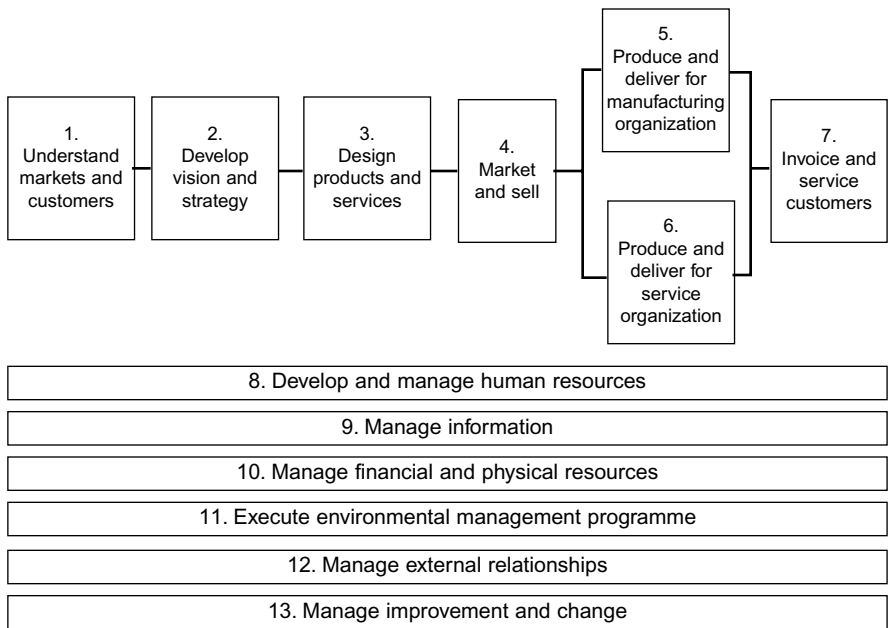 1.
Understand
markets and
customers
2.
Develop
vision and
strategy
3.
Design
products and
services
4.
Market
and sell
5.
Produce and
deliver for
manufacturing
organization
6.
Produce and
deliver for
service
organization
7.
Invoice and
service
customers
8. Develop and manage human resources
9. Manage information
10. Manage financial and physical resources
11. Execute environmental management programme
12. Manage external relationships
13. Manage improvement and change